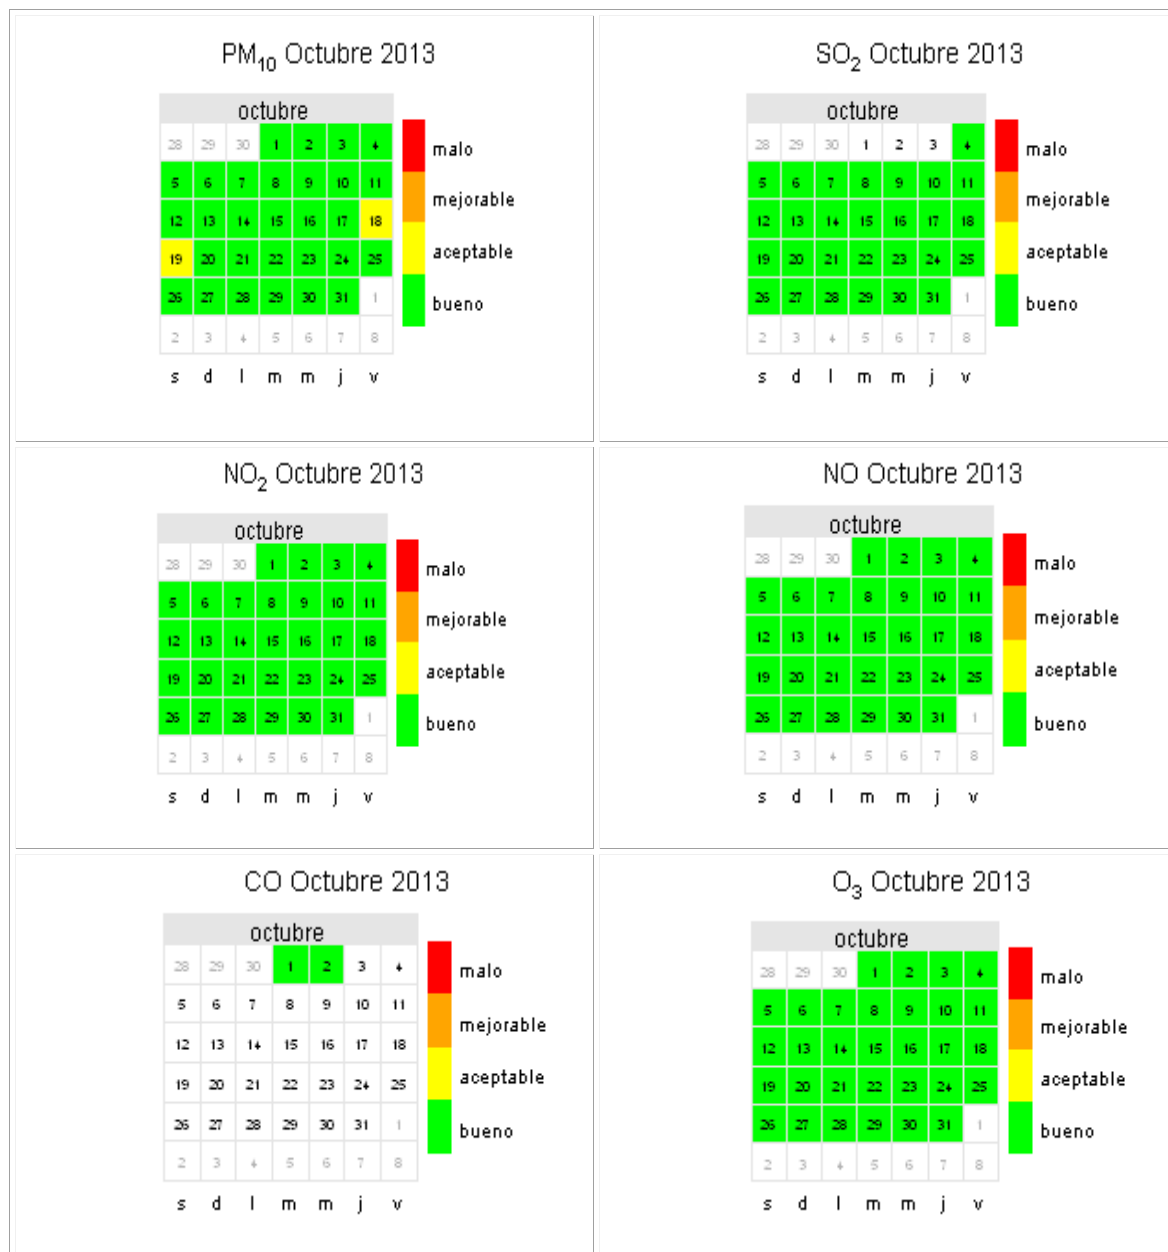 PM10 Octubre 2013
octubre
28 29 30 1 2 3 4
malo
5 6 7 8 9 10 11
mejorable
12 13 14 15 16 17 18
aceptable
19 20 21 22 23 24 25
bueno
26 27 28 29 30 31 1
2 3 4 5 6 7 8
s d l m m j v
SO2 Octubre 2013
octubre
28 29 30 1 2 3 4
malo
5 6 7 8 9 10 11
mejorable
12 13 14 15 16 17 18
aceptable
19 20 21 22 23 24 25
bueno
26 27 28 29 30 31 1
2 3 4 5 6 7 8
s d l m m j v
NO2 Octubre 2013
octubre
28 29 30 1 2 3 4
malo
5 6 7 8 9 10 11
mejorable
12 13 14 15 16 17 18
aceptable
19 20 21 22 23 24 25
bueno
26 27 28 29 30 31 1
2 3 4 5 6 7 8
s d l m m j v
NO Octubre 2013
octubre
28 29 30 1 2 3 4
malo
5 6 7 8 9 10 11
mejorable
12 13 14 15 16 17 18
aceptable
19 20 21 22 23 24 25
bueno
26 27 28 29 30 31 1
2 3 4 5 6 7 8
s d l m m j v
CO Octubre 2013
octubre
28 29 30 1 2 3 4
malo
5 6 7 8 9 10 11
mejorable
12 13 14 15 16 17 18
aceptable
19 20 21 22 23 24 25
bueno
26 27 28 29 30 31 1
2 3 4 5 6 7 8
s d l m m j v
O3 Octubre 2013
octubre
28 29 30 1 2 3 4
malo
5 6 7 8 9 10 11
mejorable
12 13 14 15 16 17 18
aceptable
19 20 21 22 23 24 25
bueno
26 27 28 29 30 31 1
2 3 4 5 6 7 8
s d l m m j v